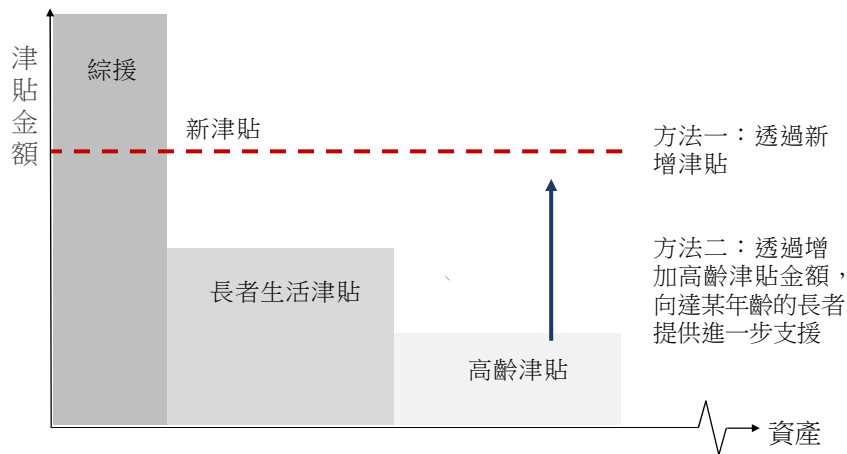 津貼金額
綜援
新津貼
方法一：透過新
增津貼
長者生活津貼
方法二：透過增
加高齡津貼金額，
向達某年齡的長者
提供進一步支援
高齡津貼
資產